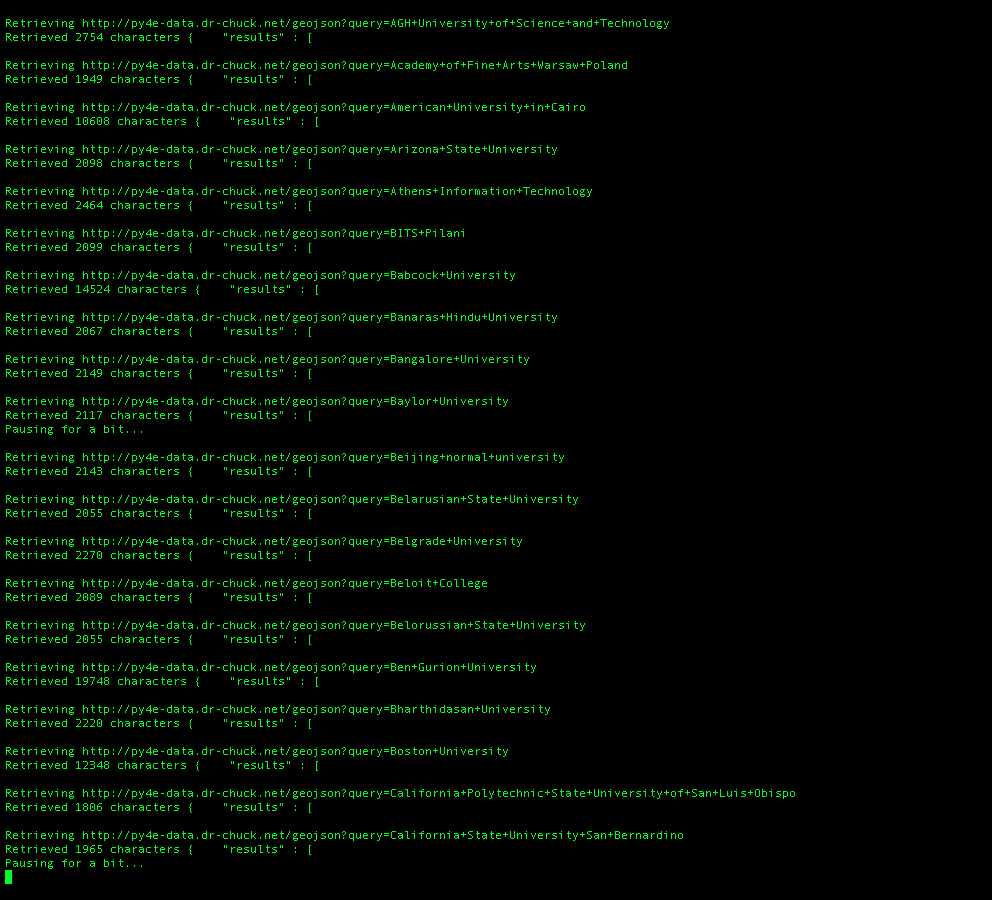 Retrieving http://py4e-data.dr-chuck.net/geojson?query=AGH+University+of+Science+and+Technology
Retrieved 2754 characters {    "results" : [
Retrieving http://py4e-data.dr-chuck.net/geojson?query=Academy+of+Fine+Arts+Warsaw+Poland
Retrieved 1949 characters {    "results" : [
Retrieving http://py4e-data.dr-chuck.net/geojson?query=American+University+in+Cairo
Retrieved 10608 characters {    "results" : [
Retrieving http://py4e-data.dr-chuck.net/geojson?query=Arizona+State+University
Retrieved 2098 characters {    "results" : [
Retrieving http://py4e-data.dr-chuck.net/geojson?query=Athens+Information+Technology
Retrieved 2464 characters {    "results" : [
Retrieving http://py4e-data.dr-chuck.net/geojson?query=BITS+Pilani
Retrieved 2099 characters {    "results" : [
Retrieving http://py4e-data.dr-chuck.net/geojson?query=Babcock+University
Retrieved 14524 characters {    "results" : [
Retrieving http://py4e-data.dr-chuck.net/geojson?query=Banaras+Hindu+University
Retrieved 2067 characters {    "results" : [
Retrieving http://py4e-data.dr-chuck.net/geojson?query=Bangalore+University
Retrieved 2149 characters {    "results" : [
Retrieving http://py4e-data.dr-chuck.net/geojson?query=Baylor+University
Retrieved 2117 characters {    "results" : [
Pausing for a bit...
Retrieving http://py4e-data.dr-chuck.net/geojson?query=Beijing+normal+university
Retrieved 2143 characters {    "results" : [
Retrieving http://py4e-data.dr-chuck.net/geojson?query=Belarusian+State+University
Retrieved 2055 characters {    "results" : [
Retrieving http://py4e-data.dr-chuck.net/geojson?query=Belgrade+University
Retrieved 2270 characters {    "results" : [
Retrieving http://py4e-data.dr-chuck.net/geojson?query=Beloit+College
Retrieved 2089 characters {    "results" : [
Retrieving http://py4e-data.dr-chuck.net/geojson?query=Belorussian+State+University
Retrieved 2055 characters {    "results" : [
Retrieving http://py4e-data.dr-chuck.net/geojson?query=Ben+Gurion+University
Retrieved 19748 characters {    "results" : [
Retrieving http://py4e-data.dr-chuck.net/geojson?query=Bharthidasan+University
Retrieved 2220 characters {    "results" : [
Retrieving http://py4e-data.dr-chuck.net/geojson?query=Boston+University
Retrieved 12348 characters {    "results" : [
Retrieving http://py4e-data.dr-chuck.net/geojson?query=California+Polytechnic+State+University+of+San+Luis+Obispo
Retrieved 1806 characters {    "results" : [
Retrieving http://py4e-data.dr-chuck.net/geojson?query=California+State+University+San+Bernardino
Retrieved 1965 characters {    "results" : [
Pausing for a bit...